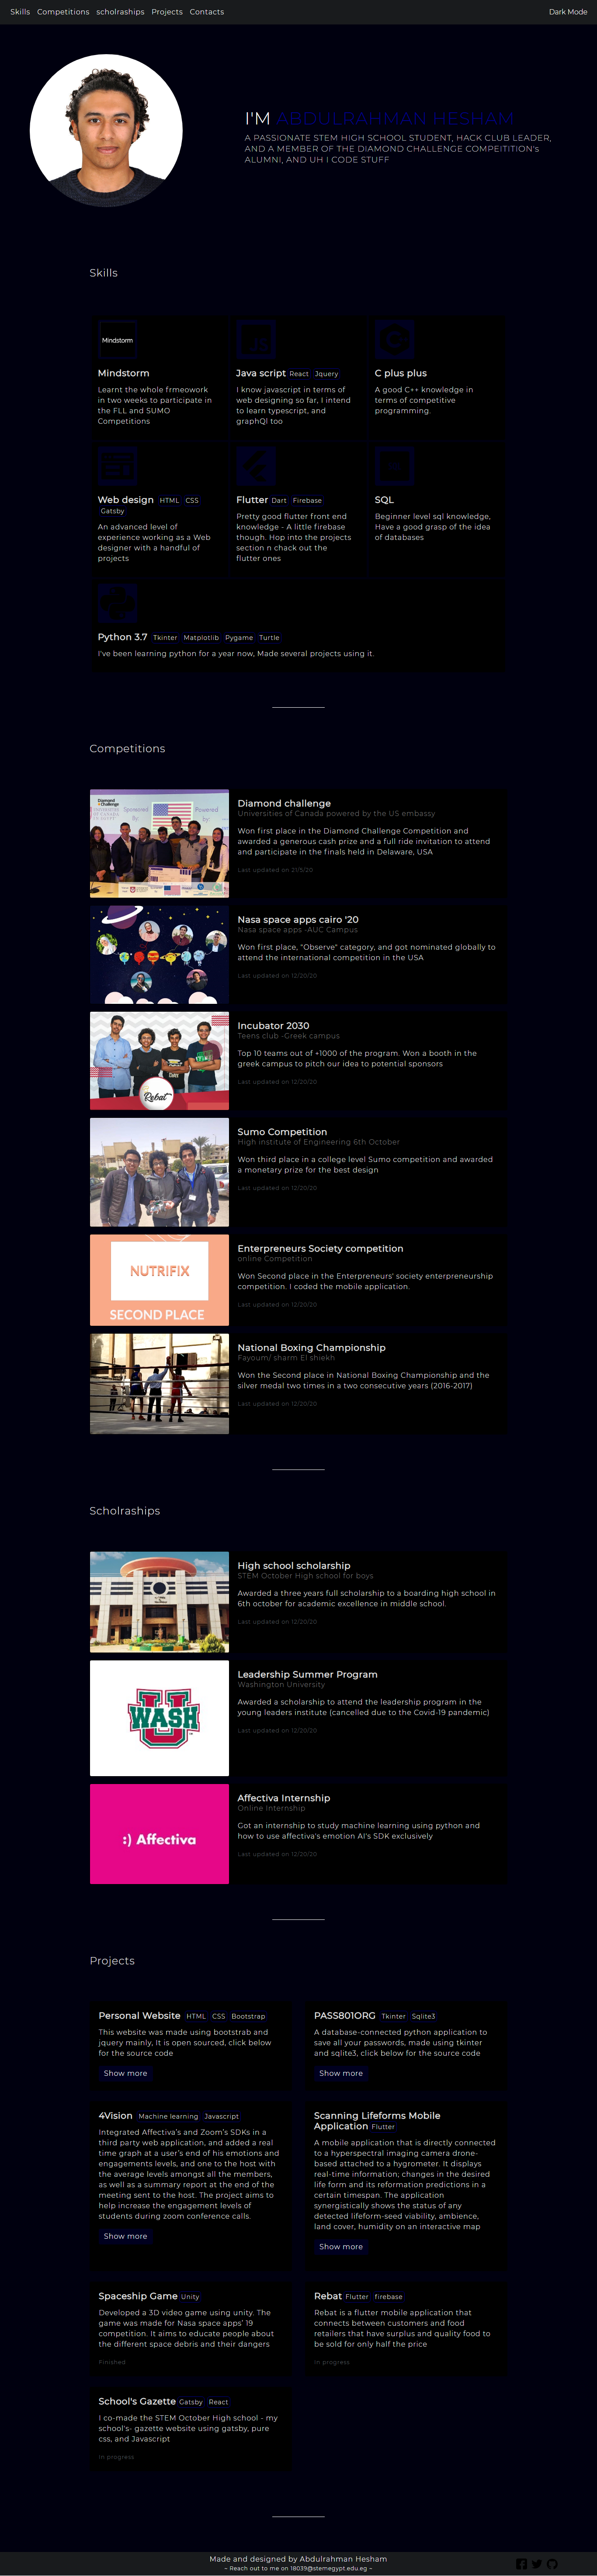 Skills Competitions scholraships Projects Contacts Dark Mode
I'M ABDULRAHMAN HESHAM
A PASSIONATE STEM HIGH SCHOOL STUDENT, HACK CLUB LEADER,
AND A MEMBER OF THE DIAMOND CHALLENGE COMPEITITION's
ALUMNI, AND UH I CODE STUFF
Skills
Mindstorm
Mindstorm
Learnt the whole frmeowork
in two weeks to participate in
the FLL and SUMO
Competitions
JS
Java script React Jquery
I know javascript in terms of
web designing so far, I intend
to learn typescript, and
graphQl too
C plus plus
A good C++ knowledge in
terms of competitive
programming.
Web design HTML CSS
Gatsby
An advanced level of
experience working as a Web
designer with a handful of
projects
Flutter Dart Firebase
Pretty good flutter front end
knowledge - A little firebase
though. Hop into the projects
section n chack out the
flutter ones
SQL
Beginner level sql knowledge,
Have a good grasp of the idea
of databases
Python 3.7 Tkinter Matplotlib Pygame Turtle
I've been learning python for a year now, Made several projects using it.
Competitions
Diamond
Challenge
Sponsored
By
Powered
by:
Diamond challenge
Universities of Canada powered by the US embassy
Won first place in the Diamond Challenge Competition and
awarded a generous cash prize and a full ride invitation to attend
and participate in the finals held in Delaware, USA
Last updated on 21/5/20
Nasa space apps cairo '20
Nasa space apps -AUC Campus
Won first place, "Observe" category, and got nominated globally to
attend the international competition in the USA
Last updated on 12/20/20
Rebat
Incubator 2030
Teens club -Greek campus
Top 10 teams out of +1000 of the program. Won a booth in the
greek campus to pitch our idea to potential sponsors
Last updated on 12/20/20
Sumo Competition
High institute of Engineering 6th October
Won third place in a college level Sumo competition and awarded
a monetary prize for the best design
Last updated on 12/20/20
NUTRIFIX
SECOND PLACE
Enterpreneurs Society competition
online Competition
Won Second place in the Enterpreneurs' society enterpreneurship
competition. I coded the mobile application.
Last updated on 12/20/20
National Boxing Championship
Fayoum/ sharm El shiekh
Won the Second place in National Boxing Championship and the
silver medal two times in a two consecutive years (2016-2017)
Last updated on 12/20/20
Scholraships
High school scholarship
STEM October High school for boys
Awarded a three years full scholarship to a boarding high school in
6th october for academic excellence in middle school.
Last updated on 12/20/20
U
WASH
Leadership Summer Program
Washington University
Awarded a scholarship to attend the leadership program in the
young leaders institute (cancelled due to the Covid-19 pandemic)
Last updated on 12/20/20
:) Affectiva
Affectiva Internship
Online Internship
Got an internship to study machine learning using python and
how to use affectiva's emotion AI's SDK exclusively
Last updated on 12/20/20
Projects
Personal Website HTML CSS Bootstrap
This website was made using bootstrab and
jquery mainly, It is open sourced, click below
for the source code
Show more
PASS801ORG Tkinter Sqlite3
A database-connected python application to
save all your passwords, made using tkinter
and sqlite3, click below for the source code
Show more
4Vision Machine learning Javascript
Integrated Affectiva's and Zoom's SDKs in a
third party web application, and added a real
time graph at a user's end of his emotions and
engagements levels, and one to the host with
the average levels amongst all the members,
as well as a summary report at the end of the
meeting sent to the host. The project aims to
help increase the engagement levels of
students during zoom conference calls.
Show more
Scanning Lifeforms Mobile
Application Flutter
A mobile application that is directly connected
to a hyperspectral imaging camera drone-
based attached to a hygrometer. It displays
real-time information; changes in the desired
life form and its reformation predictions in a
certain timespan. The application
synergistically shows the status of any
detected lifeform-seed viability, ambience,
land cover, humidity on an interactive map
Show more
Spaceship Game Unity
Developed a 3D video game using unity. The
game was made for Nasa space apps' 19
competition. It aims to educate people about
the different space debris and their dangers
Finished
Rebat Flutter firebase
Rebat is a flutter mobile application that
connects between customers and food
retailers that have surplus and quality food to
be sold for only half the price
In progress
School's Gazette Gatsby React
I co-made the STEM October High school - my
school's- gazette website using gatsby, pure
css, and Javascript
In progress
Made and designed by Abdulrahman Hesham
~ Reach out to me on 18039@stemegypt.edu.eg ~